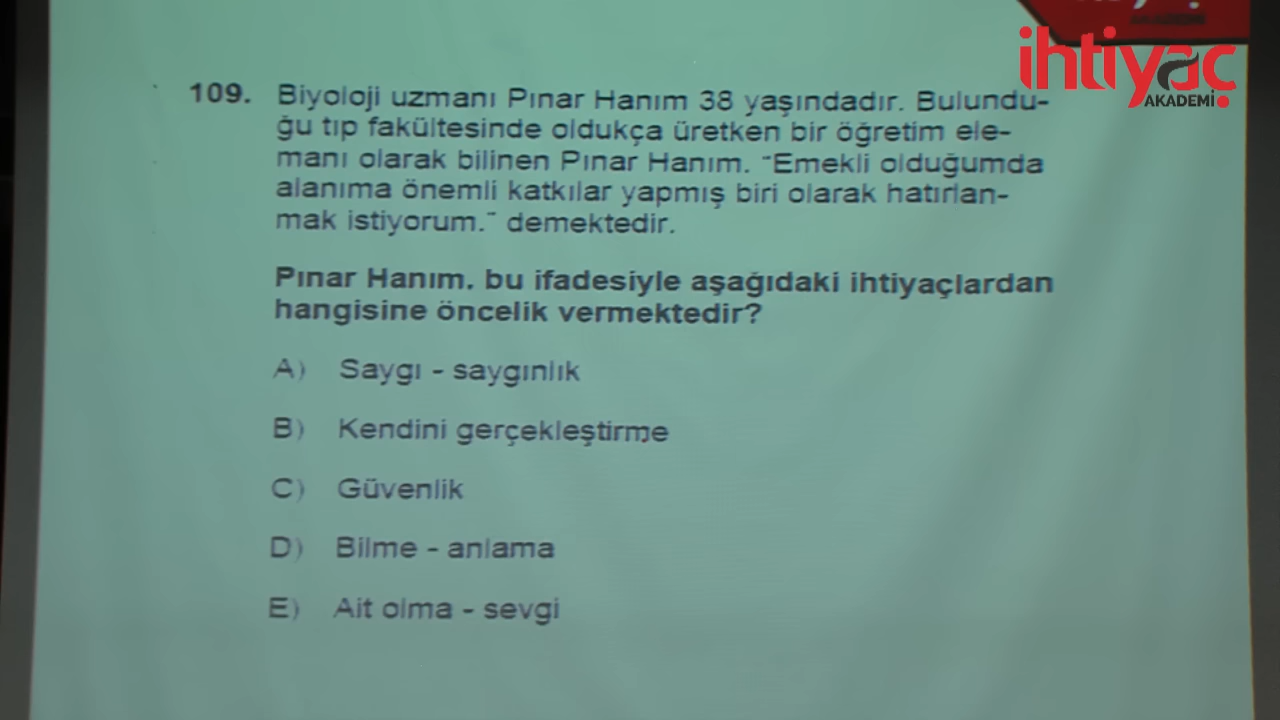 ihtiyaç
AKADEMİ
109. Biyoloji uzmanı Pınar Hanım 38 yaşındadır. Bulundu-
ğu tıp fakültesinde oldukça üretken bir öğretim ele-
manı olarak bilinen Pınar Hanım. "Emekli olduğumda
alanıma önemli katkılar yapmış biri olarak hatırlan-
mak istiyorum." demektedir.
Pınar Hanım, bu ifadesiyle aşağıdaki ihtiyaçlardan
hangisine öncelik vermektedir?
A) Saygı - saygınlık
B) Kendini gerçekleştirme
C) Güvenlik
D) Bilme - anlama
E) Ait olma - sevgi